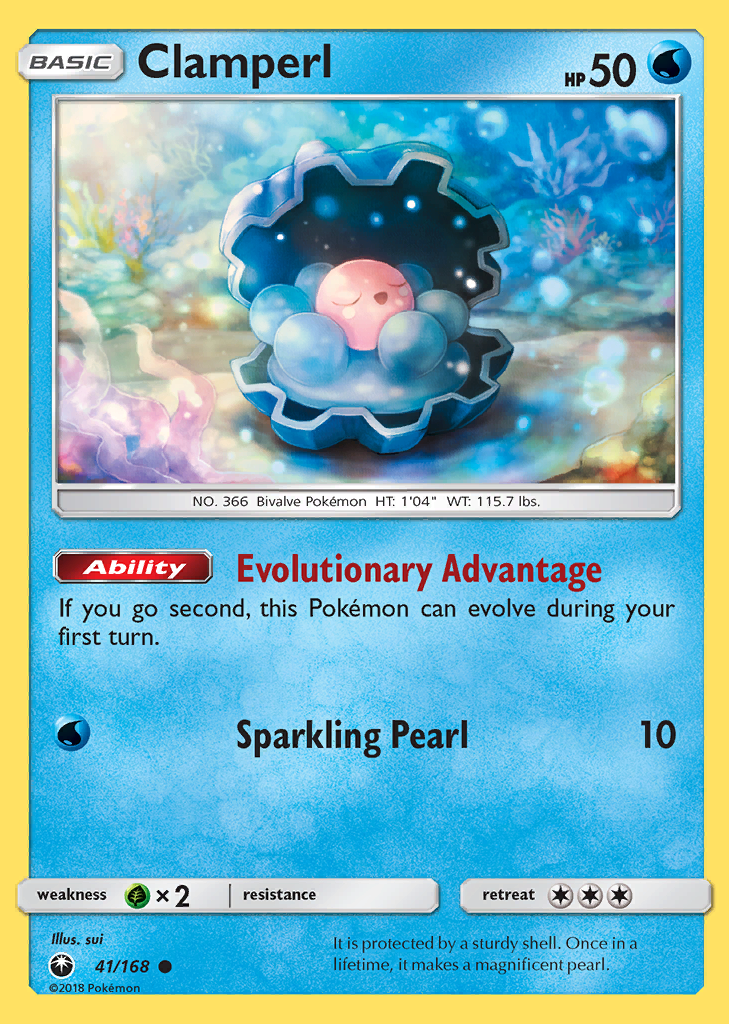 BASIC Clamperl HP 50
NO. 366 Bivalve Pokémon HT: 1'04" WT: 115.7 lbs.
Ability Evolutionary Advantage
If you go second, this Pokémon can evolve during your
first turn.
Sparkling Pearl 10
weakness ×2 resistance retreat
Illus. sui
41/168
©2018 Pokémon
It is protected by a sturdy shell. Once in a
lifetime, it makes a magnificent pearl.